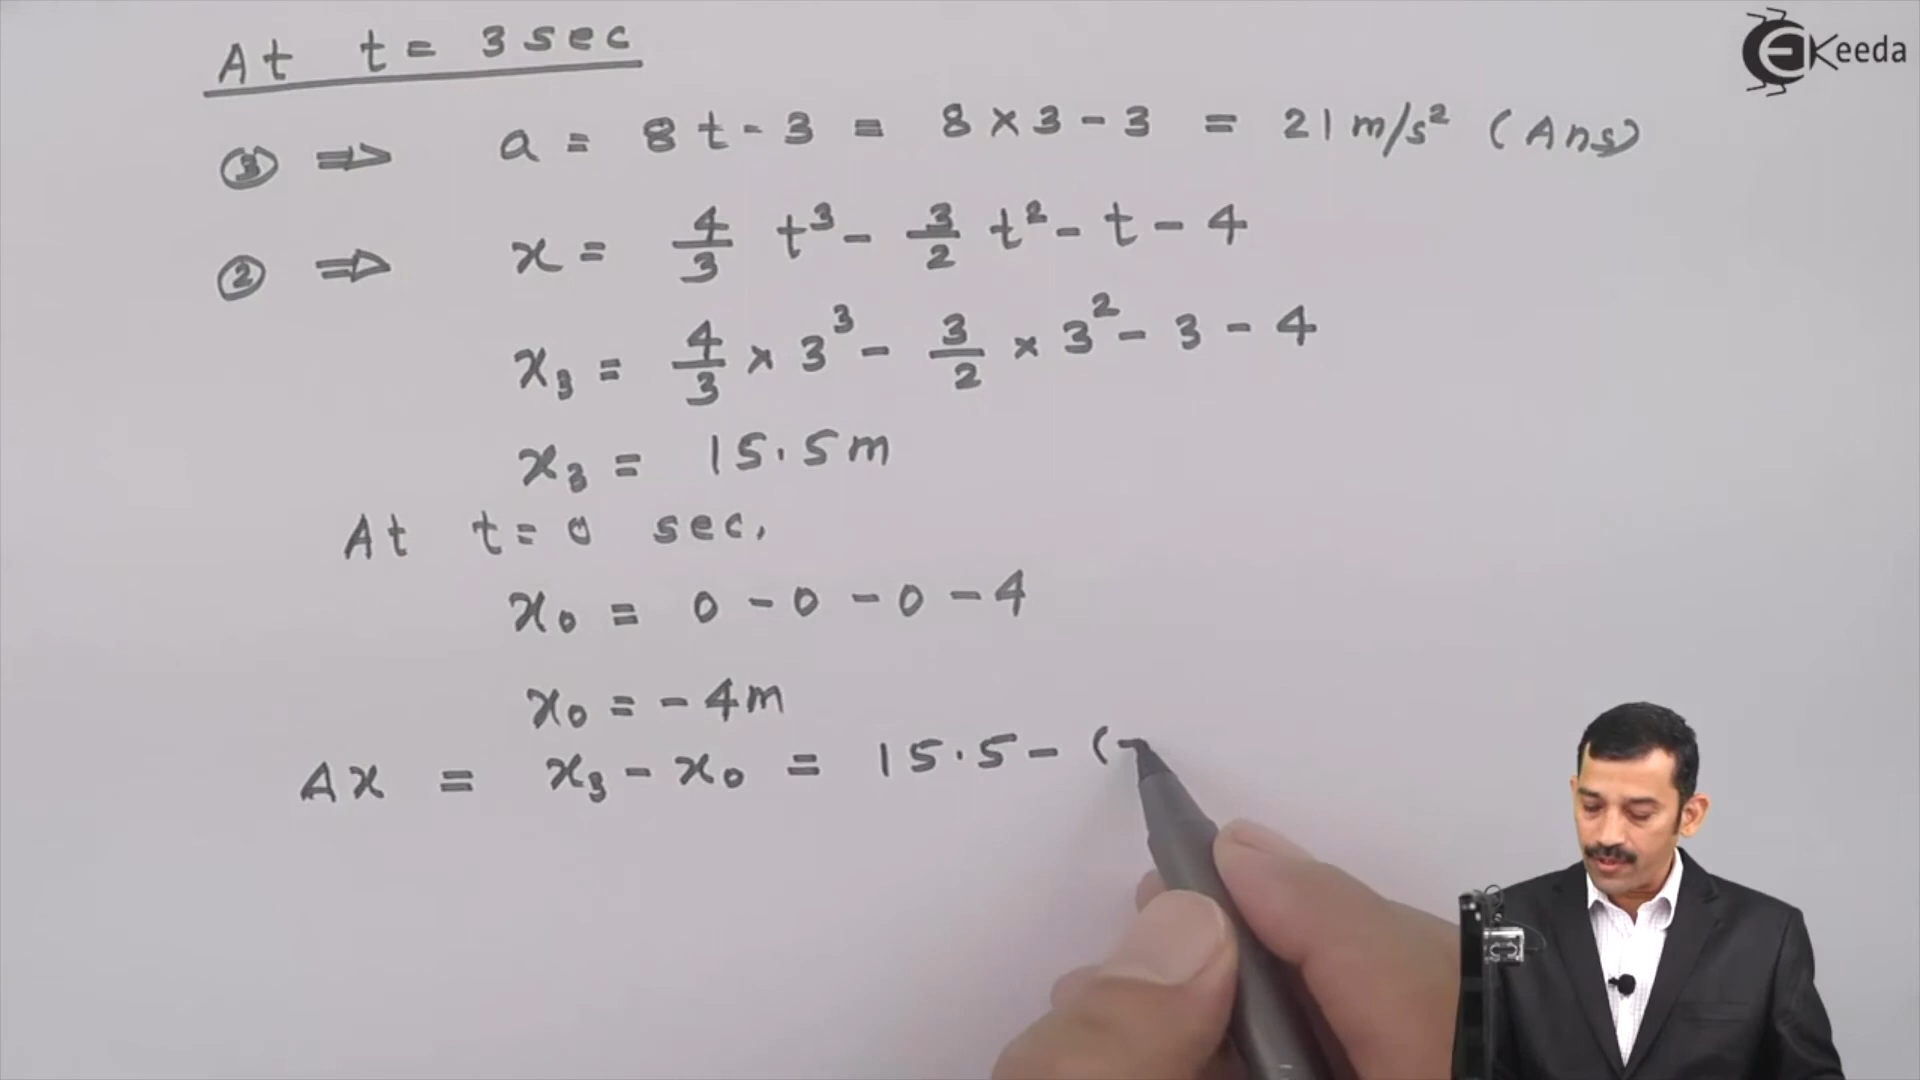 EKeeda
At t = 3 sec
③ ⇒ a = 8t - 3 = 8 × 3 - 3 = 21 m/s² (Ans)
② ⇒ x = 4/3 t³ - 3/2 t² - t - 4
x₃ = 4/3 × 3³ - 3/2 × 3² - 3 - 4
x₃ = 15.5 m
At t = 0 sec,
x₀ = 0 - 0 - 0 - 4
x₀ = - 4 m
Δx = x₃ - x₀ = 15.5 - (-